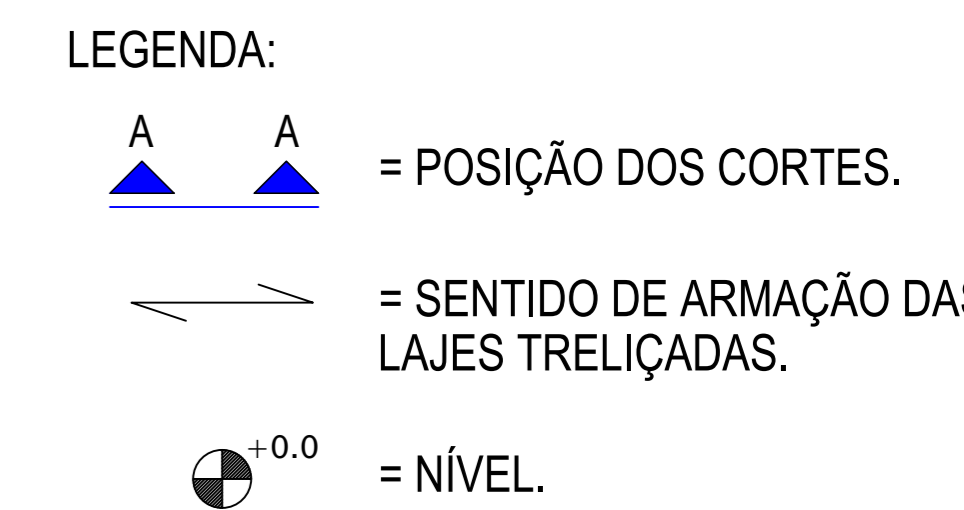 LEGENDA:
A A
= POSIÇÃO DOS CORTES.
= SENTIDO DE ARMAÇÃO DAS
LAJES TRELIÇADAS.
+0.0
= NÍVEL.